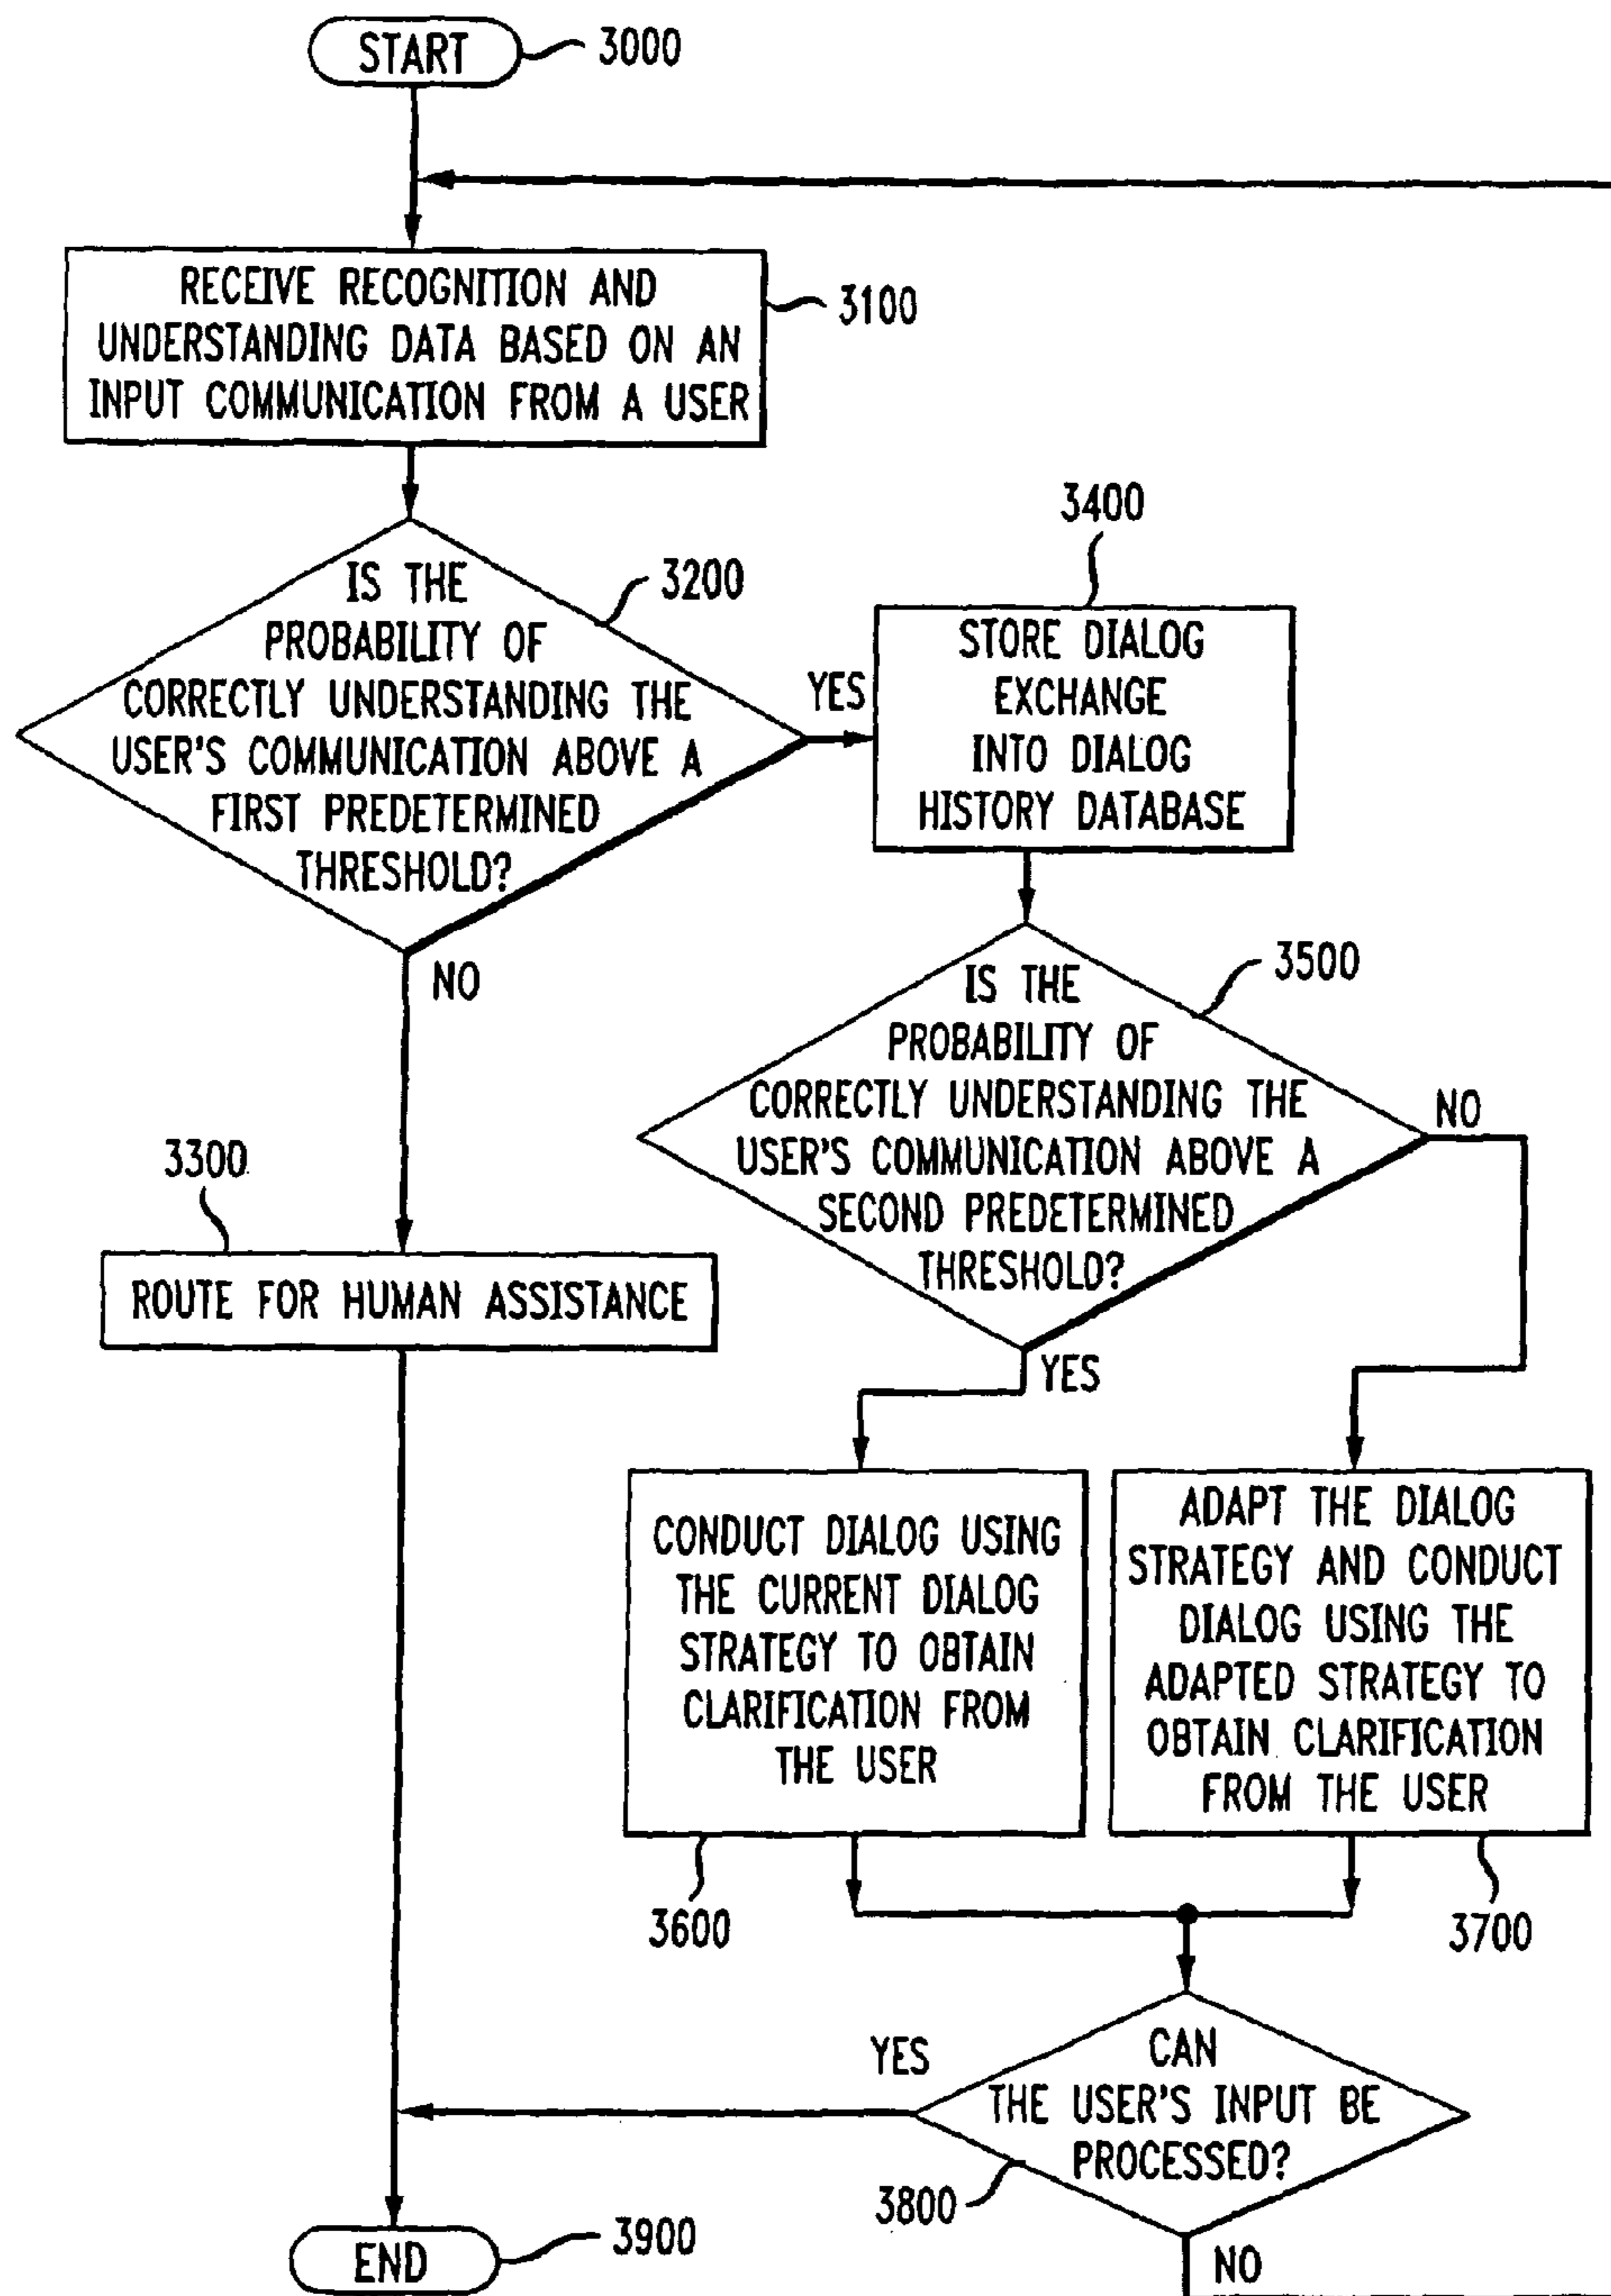 START
3000
RECEIVE RECOGNITION AND
UNDERSTANDING DATA BASED ON AN
INPUT COMMUNICATION FROM A USER
3100
IS THE
PROBABILITY OF
CORRECTLY UNDERSTANDING THE
USER'S COMMUNICATION ABOVE A
FIRST PREDETERMINED
THRESHOLD?
3200
YES
NO
3400
STORE DIALOG
EXCHANGE
INTO DIALOG
HISTORY DATABASE
3300
ROUTE FOR HUMAN ASSISTANCE
IS THE
PROBABILITY OF
CORRECTLY UNDERSTANDING THE
USER'S COMMUNICATION ABOVE A
SECOND PREDETERMINED
THRESHOLD?
3500
NO
YES
CONDUCT DIALOG USING
THE CURRENT DIALOG
STRATEGY TO OBTAIN
CLARIFICATION FROM
THE USER
3600
ADAPT THE DIALOG
STRATEGY AND CONDUCT
DIALOG USING THE
ADAPTED STRATEGY TO
OBTAIN CLARIFICATION
FROM THE USER
3700
CAN
THE USER'S INPUT BE
PROCESSED?
3800
YES
NO
END
3900